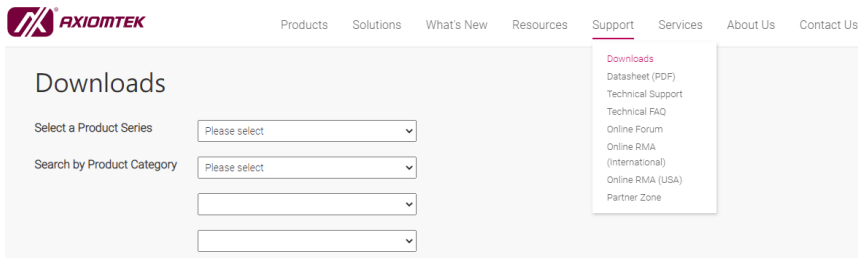 AXIOMTEK
Products Solutions What's New Resources Support Services About Us Contact Us
Downloads
Datasheet (PDF)
Technical Support
Technical FAQ
Online Forum
Online RMA
(International)
Online RMA (USA)
Partner Zone
Downloads
Select a Product Series Please select
Search by Product Category Please select